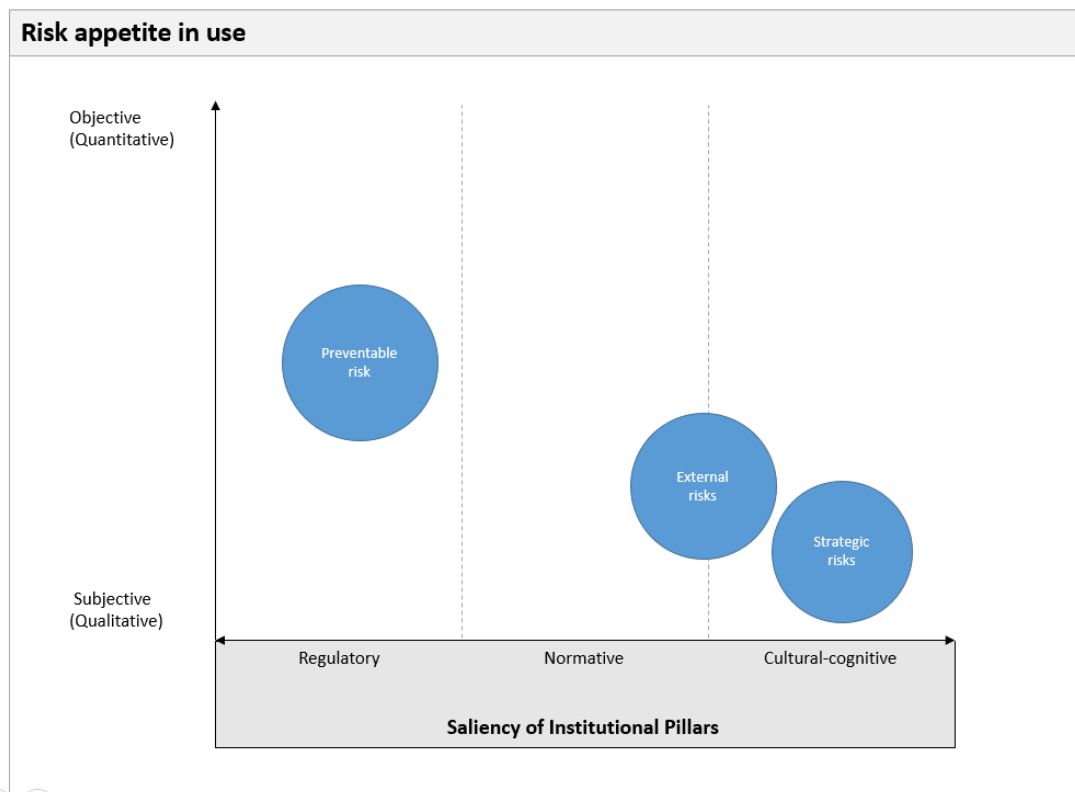 Risk appetite in use
Objective
(Quantitative)
Preventable
risk
External
risks
Strategic
risks
Subjective
(Qualitative)
Regulatory
Normative
Cultural-cognitive
Saliency of Institutional Pillars